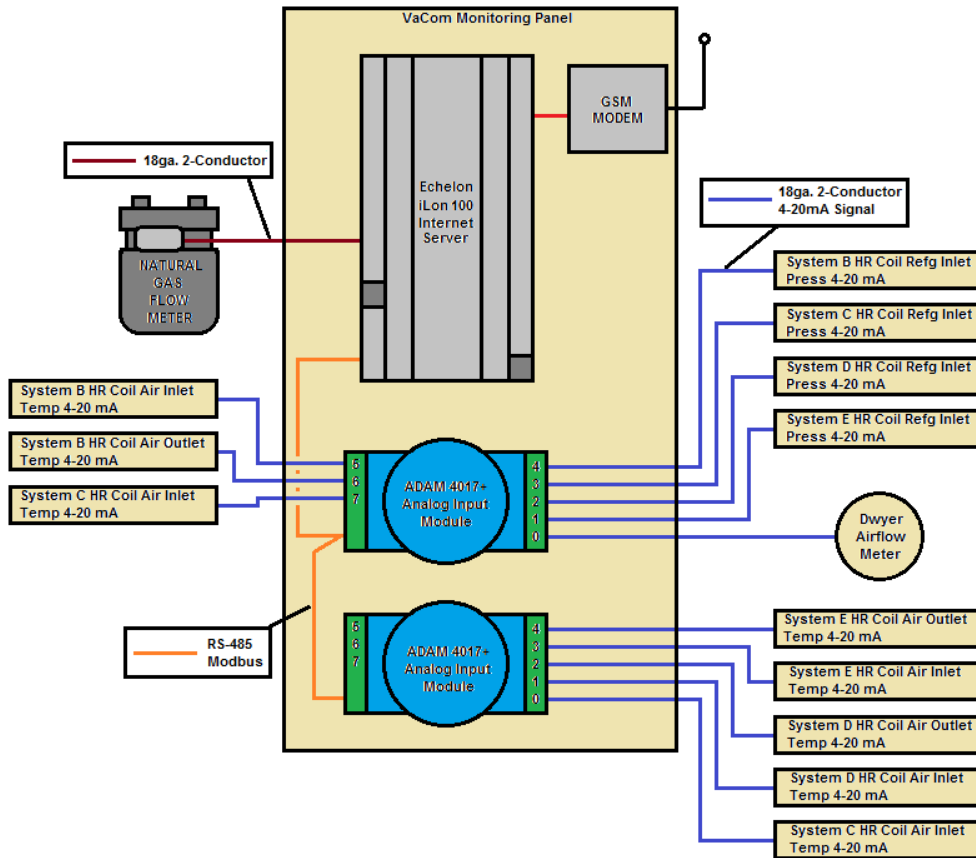 VaCom Monitoring Panel
GSM
MODEM
18ga. 2-Conductor
Echelon
iLon 100
Internet
Server
18ga. 2-Conductor
4-20mA Signal
NATURAL
GAS
FLOW
METER
System B HR Coil Refg Inlet
Press 4-20 mA
System C HR Coil Refg Inlet
Press 4-20 mA
System D HR Coil Refg Inlet
Press 4-20 mA
System E HR Coil Refg Inlet
Press 4-20 mA
System B HR Coil Air Inlet
Temp 4-20 mA
System B HR Coil Air Outlet
Temp 4-20 mA
System C HR Coil Air Inlet
Temp 4-20 mA
5
6
7
ADAM 4017+
Analog Input
Module
4
3
2
1
0
Dwyer
Airflow
Meter
RS-485
Modbus
5
6
7
ADAM 4017+
Analog Input
Module
4
3
2
1
0
System E HR Coil Air Outlet
Temp 4-20 mA
System E HR Coil Air Inlet
Temp 4-20 mA
System D HR Coil Air Outlet
Temp 4-20 mA
System D HR Coil Air Inlet
Temp 4-20 mA
System C HR Coil Air Inlet
Temp 4-20 mA